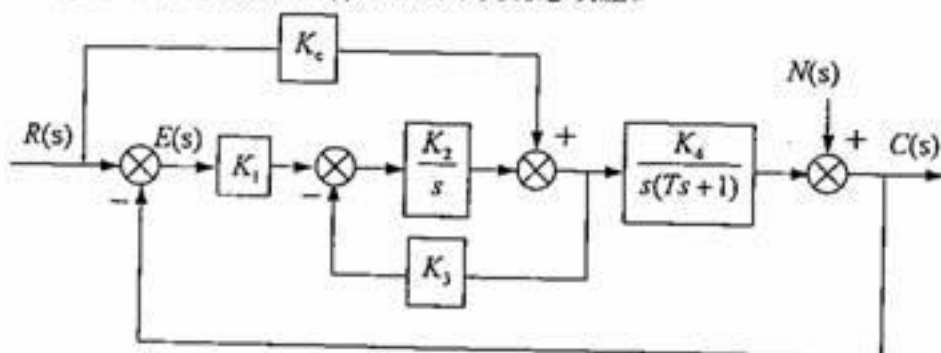 K_c
N(s)
R(s)
E(s)
K_1
−
K_2
s
+
K_4
s(Ts+1)
+
C(s)
−
K_3